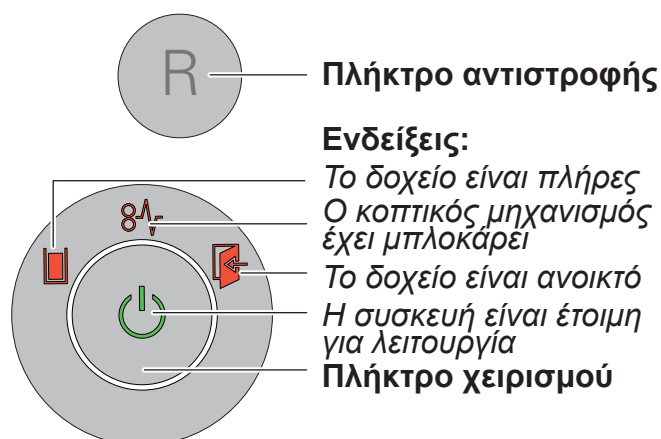 R
Πλήκτρο αντιστροφής
Ενδείξεις:
Το δοχείο είναι πλήρες
Ο κοπτικός μηχανισμός
έχει μπλοκάρει
Το δοχείο είναι ανοικτό
Η συσκευή είναι έτοιμη
για λειτουργία
Πλήκτρο χειρισμού